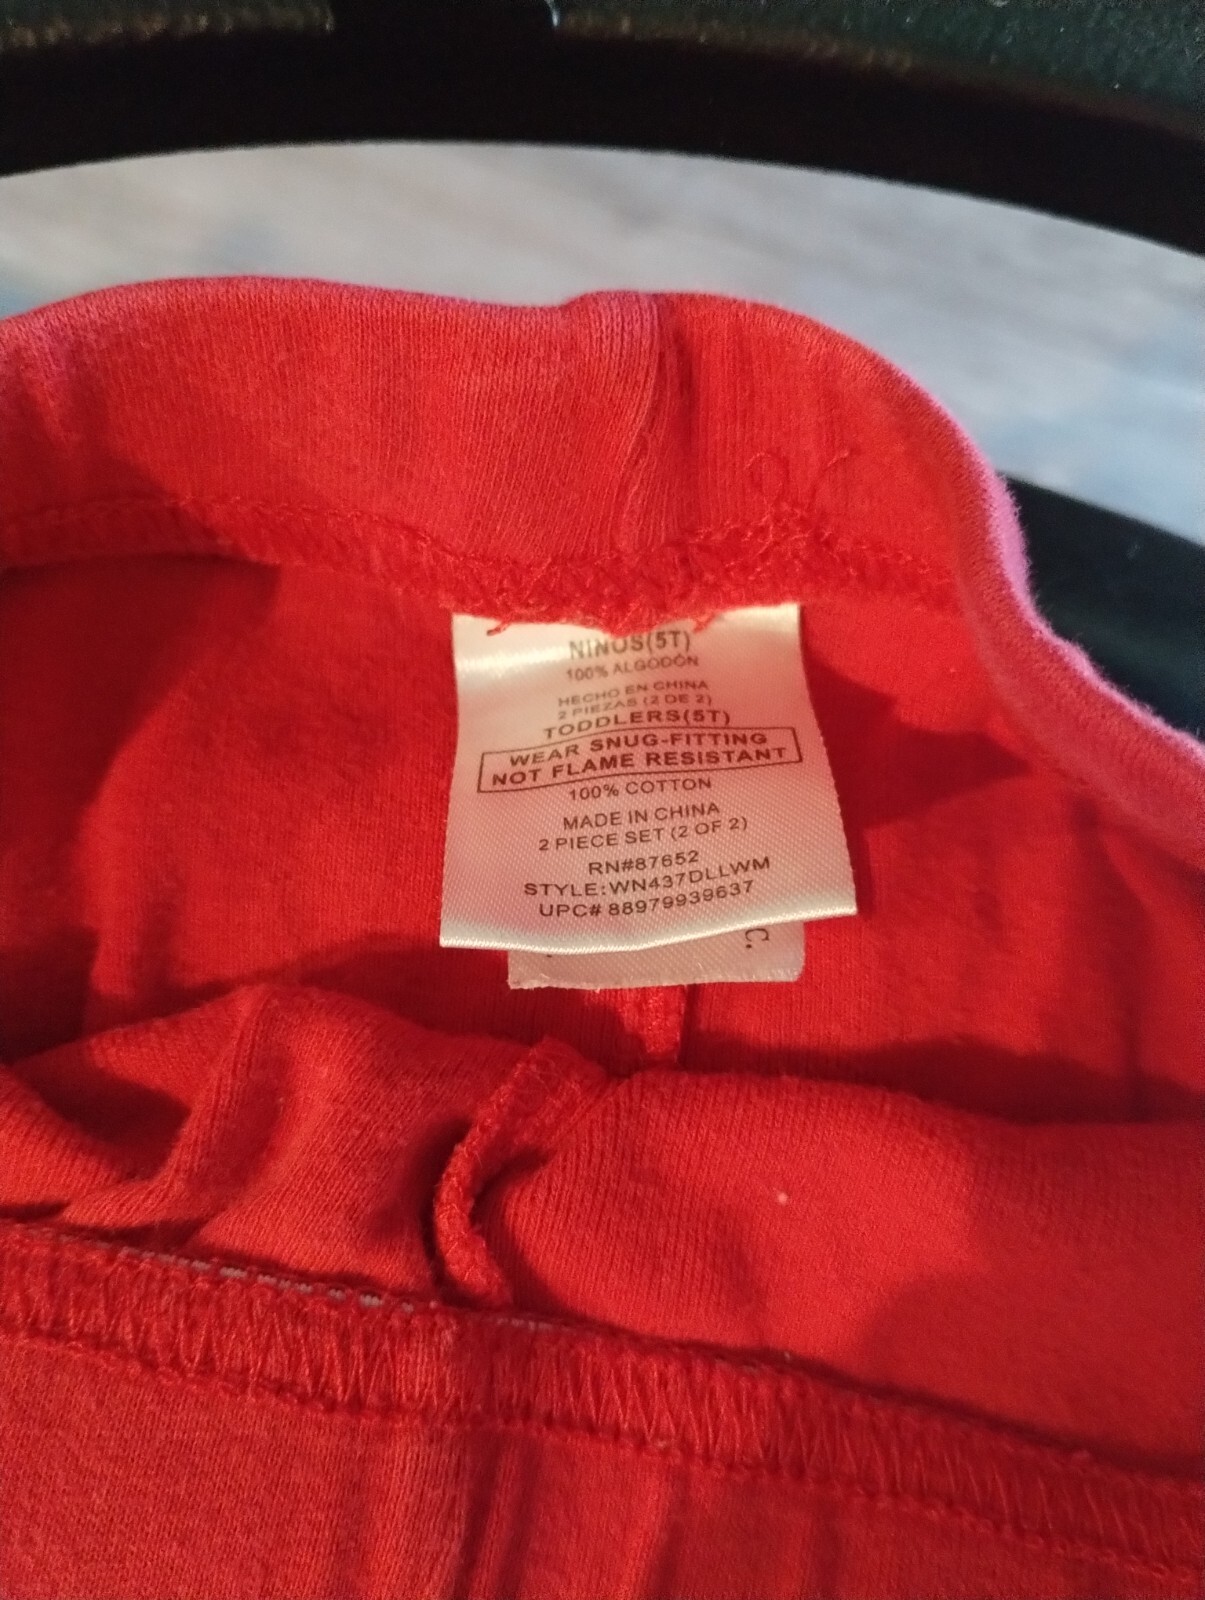 NINOS(5T)
100% ALGODÓN
HECHO EN CHINA
2 PIEZAS (2 DE 2)
TODDLERS(5T)
WEAR SNUG-FITTING
NOT FLAME RESISTANT
100% COTTON
MADE IN CHINA
2 PIECE SET (2 OF 2)
RN#87652
STYLE:WN437DLLWM
UPC# 88979939637
C.